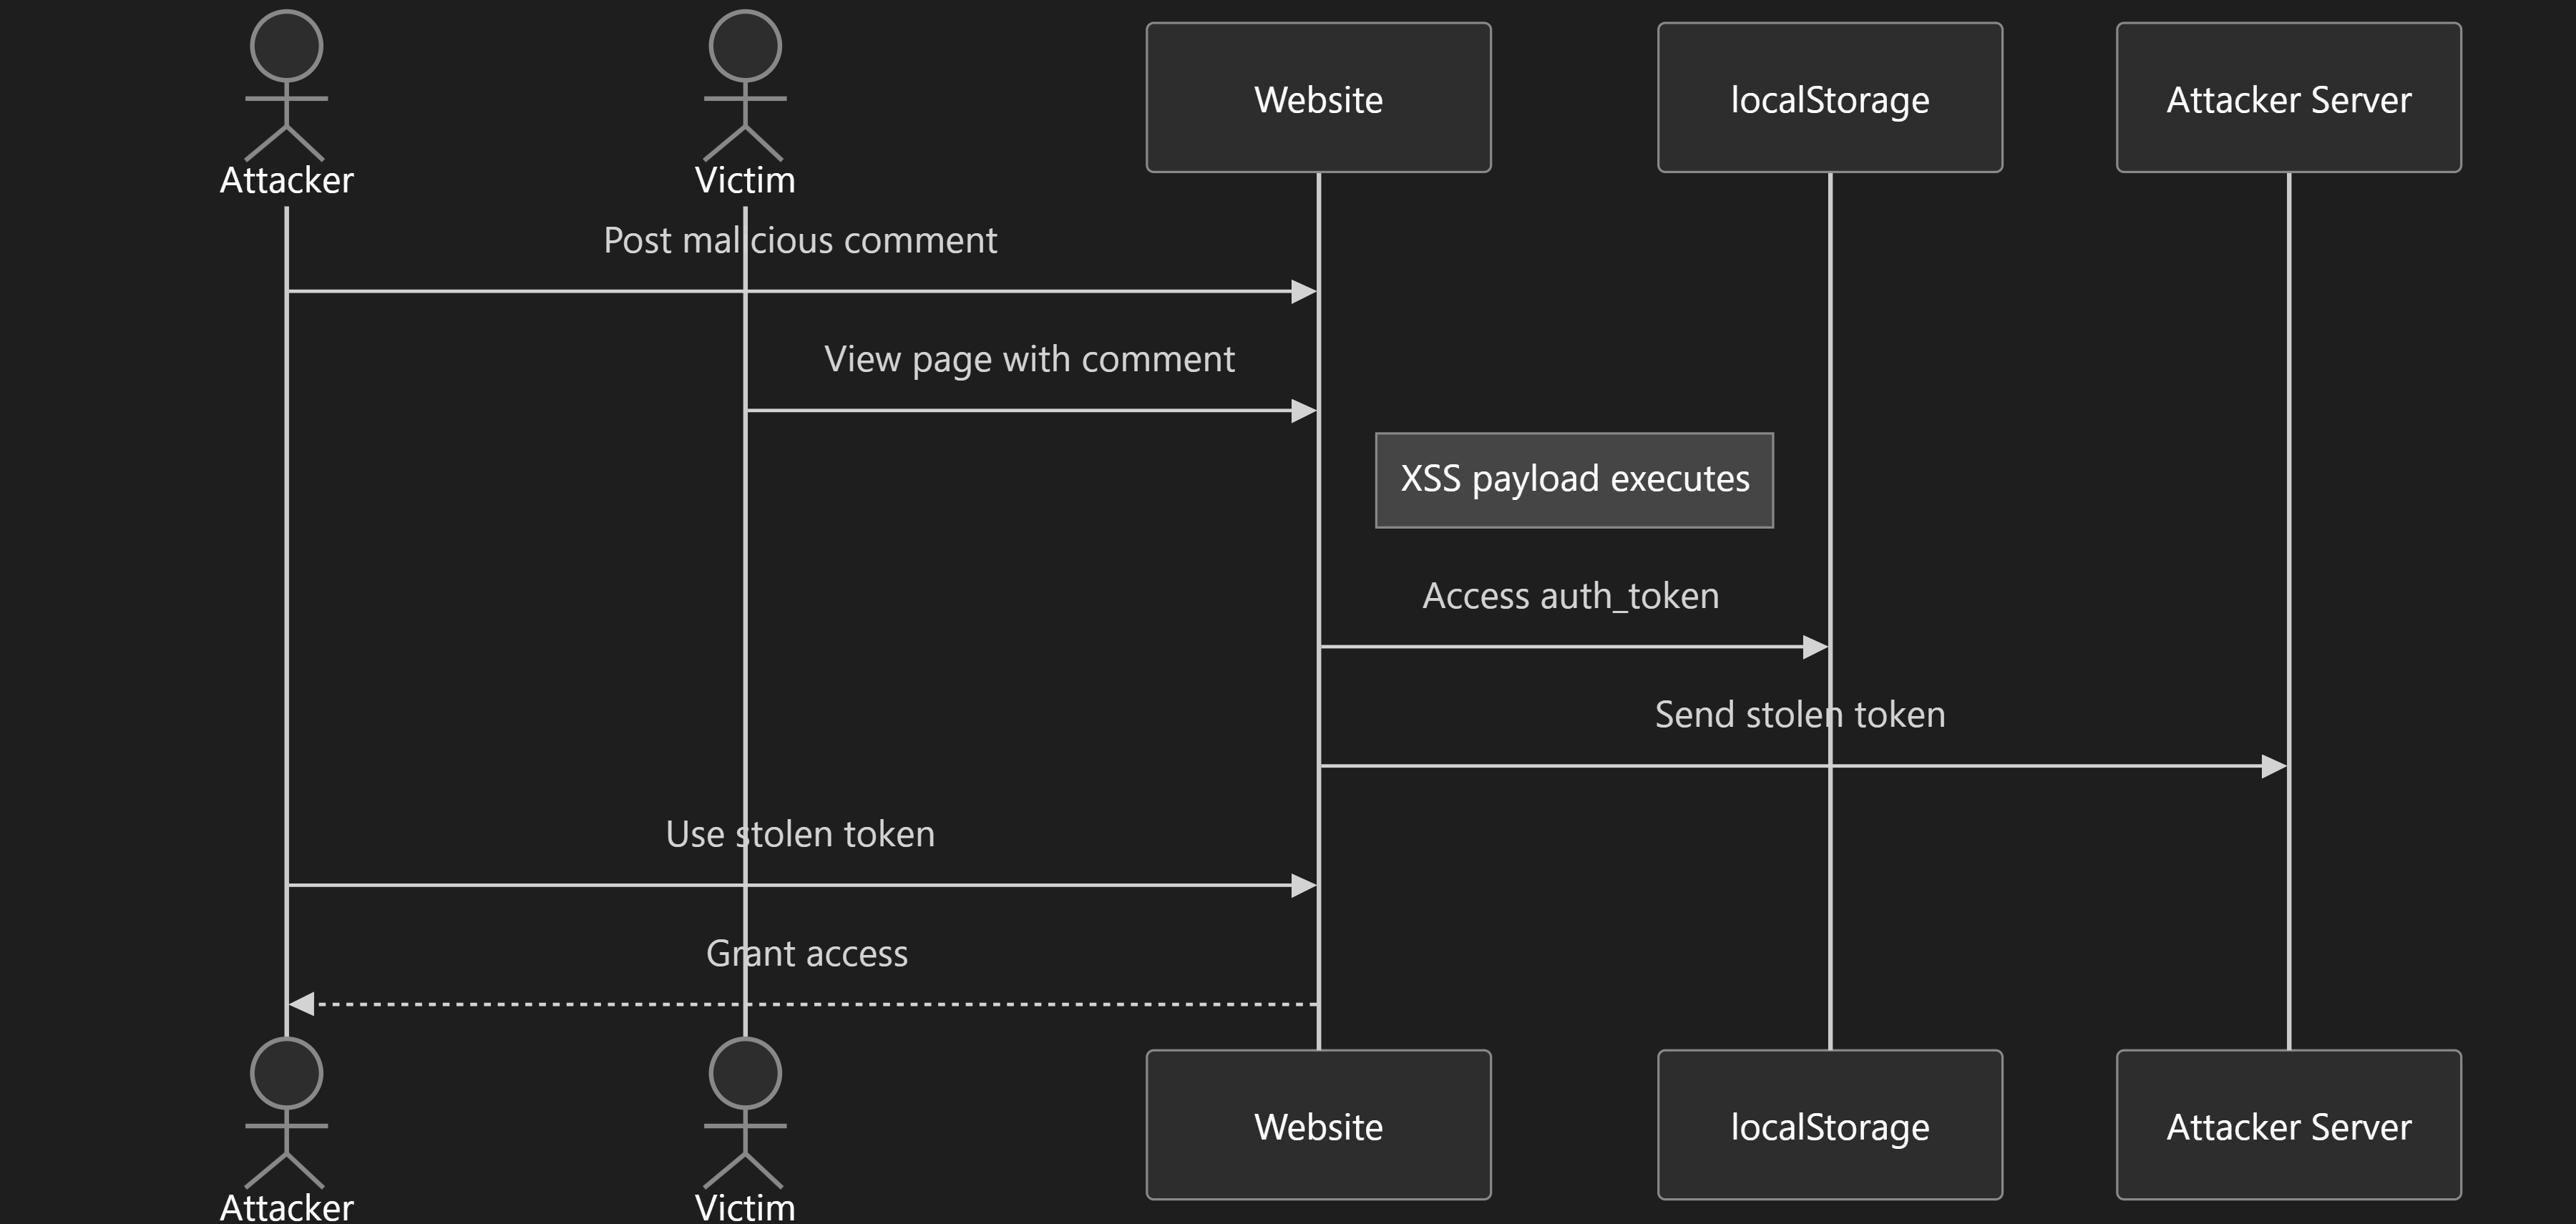 Attacker
Victim
Website
localStorage
Attacker Server
Post malicious comment
View page with comment
XSS payload executes
Access auth_token
Send stolen token
Use stolen token
Grant access
Attacker
Victim
Website
localStorage
Attacker Server